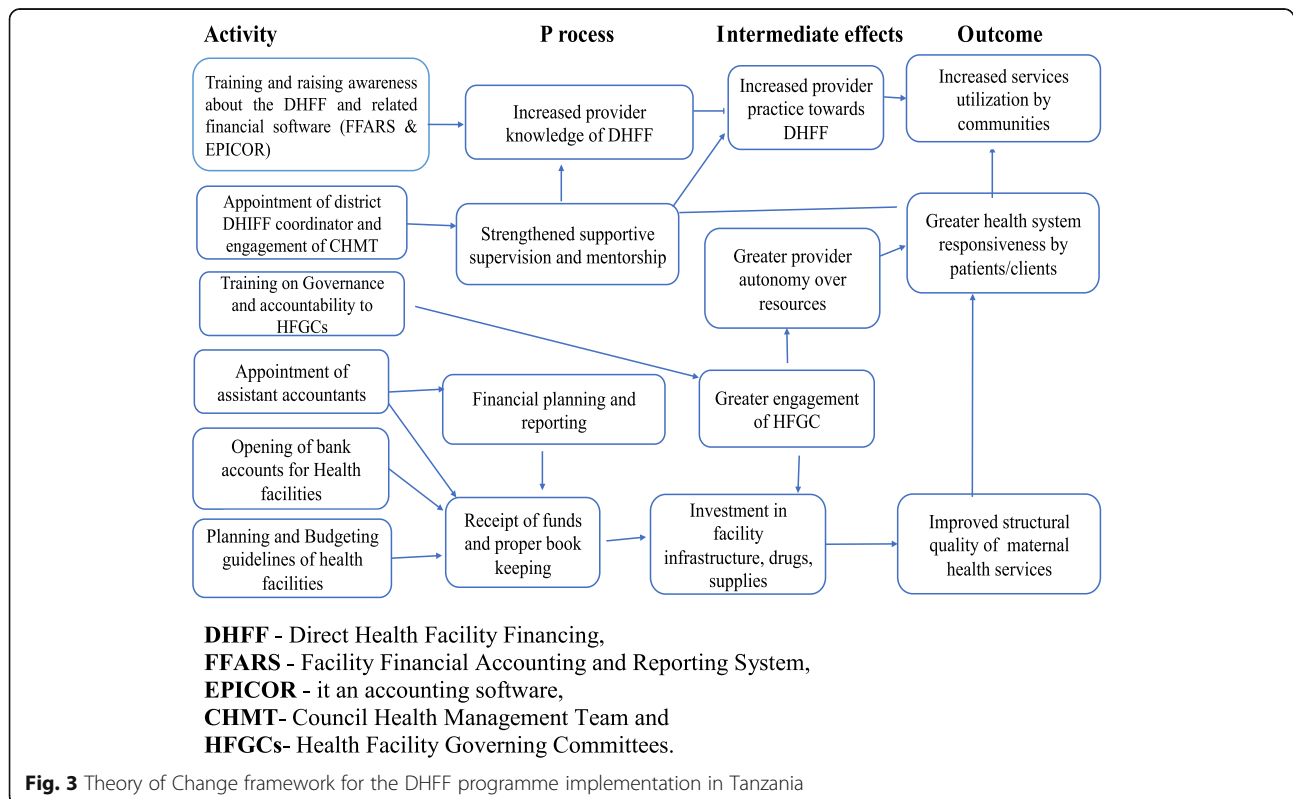 Activity
Process
Intermediate effects
Outcome
Training and raising awareness
about the DHFF and related
financial software (FFARS &
EPICOR)
Increased provider
knowledge of DHFF
Increased provider
practice towards
DHFF
Increased services
utilization by
communities
Appointment of district
DHIFF coordinator and
engagement of CHMT
Strengthened supportive
supervision and mentorship
Greater provider
autonomy over
resources
Greater health system
responsiveness by
patients/clients
Training on Governance
and accountability to
HFGCs
Appointment of
assistant accountants
Financial planning and
reporting
Greater engagement
of HFGC
Opening of bank
accounts for Health
facilities
Planning and Budgeting
guidelines of health
facilities
Receipt of funds
and proper book
keeping
Investment in
facility
infrastructure, drugs,
supplies
Improved structural
quality of maternal
health services
DHFF - Direct Health Facility Financing,
FFARS - Facility Financial Accounting and Reporting System,
EPICOR - it an accounting software,
CHMT- Council Health Management Team and
HFGCs- Health Facility Governing Committees.
Fig. 3 Theory of Change framework for the DHFF programme implementation in Tanzania